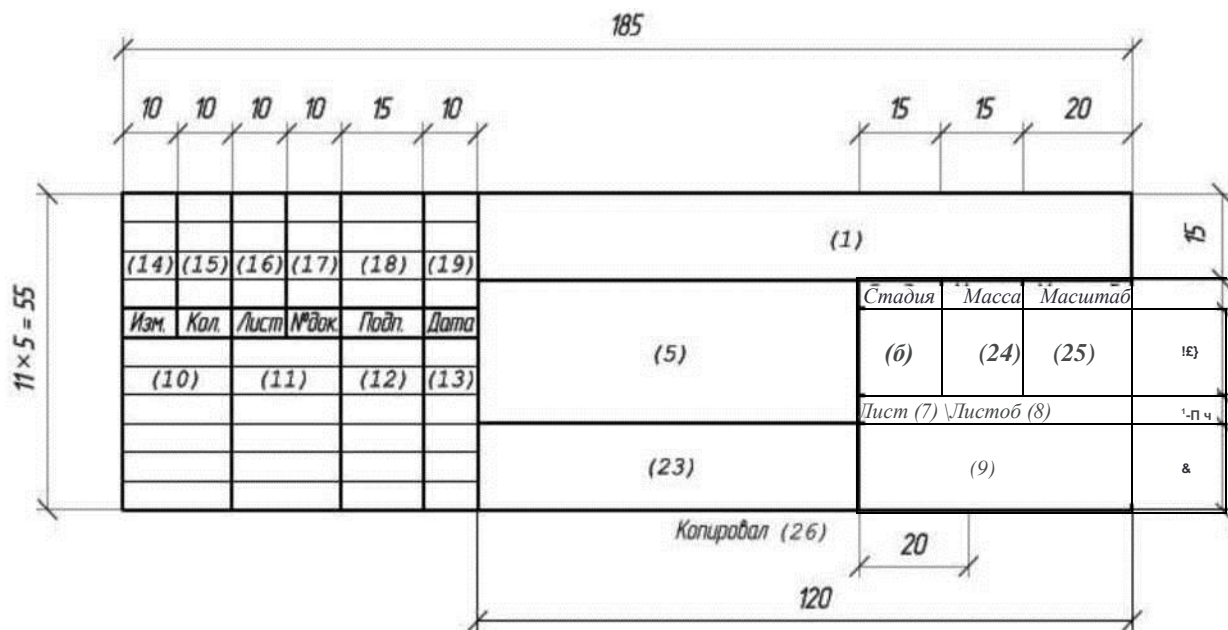 185
10 10 10 10 15 10 15 15 20
(1)
15
(14) (15) (16) (17) (18) (19)
Стадия Масса Масштаб
Изм. Кол. Лист №док. Подп. Дата
11 × 5 = 55
(5)
(б) (24) (25)
!£}
(10) (11) (12) (13)
Лист (7) \Листоб (8)
(23)
(9)
&
Копировал (26)
20
120